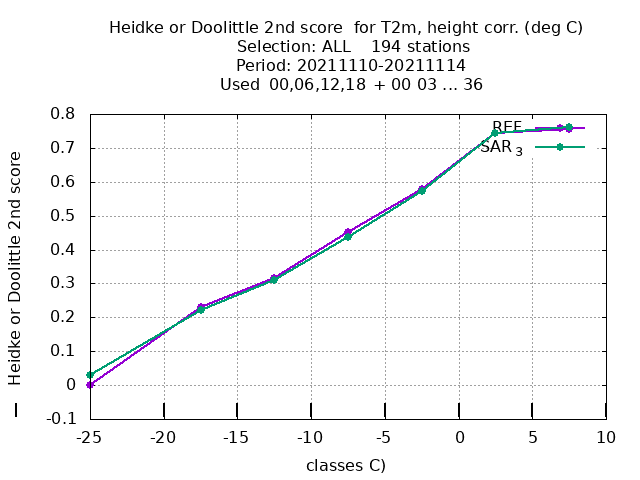 Heidke or Doolittle 2nd score for T2m, height corr. (deg C)
Selection: ALL 194 stations
Period: 20211110-20211114
Used 00,06,12,18 + 00 03 ... 36
Heidke or Doolittle 2nd score
0.8
0.7
0.6
0.5
0.4
0.3
0.2
0.1
0
-0.1
REF
SAR 3
-25 -20 -15 -10 -5 0 5 10
classes C)